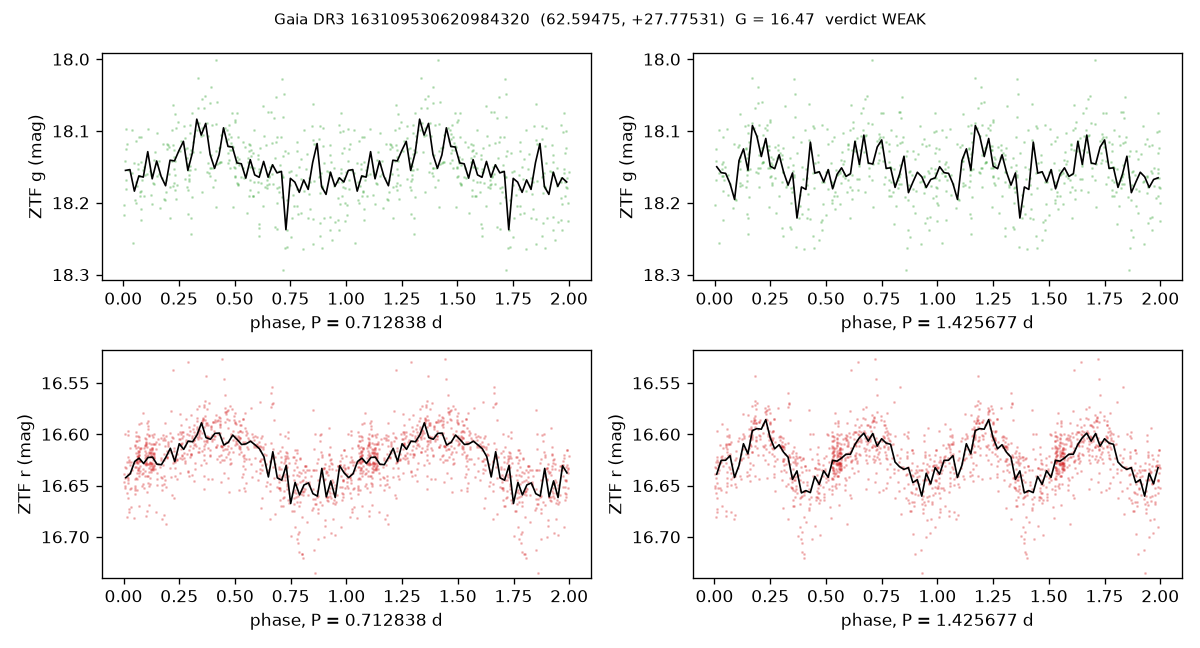 Gaia DR3 163109530620984320  (62.59475, +27.77531)  G = 16.47  verdict WEAK
ZTF g (mag)
18.0
18.1
18.2
18.3
0.00 0.25 0.50 0.75 1.00 1.25 1.50 1.75 2.00
phase, P = 0.712838 d
ZTF g (mag)
18.0
18.1
18.2
18.3
0.00 0.25 0.50 0.75 1.00 1.25 1.50 1.75 2.00
phase, P = 1.425677 d
ZTF r (mag)
16.55
16.60
16.65
16.70
0.00 0.25 0.50 0.75 1.00 1.25 1.50 1.75 2.00
phase, P = 0.712838 d
ZTF r (mag)
16.55
16.60
16.65
16.70
0.00 0.25 0.50 0.75 1.00 1.25 1.50 1.75 2.00
phase, P = 1.425677 d